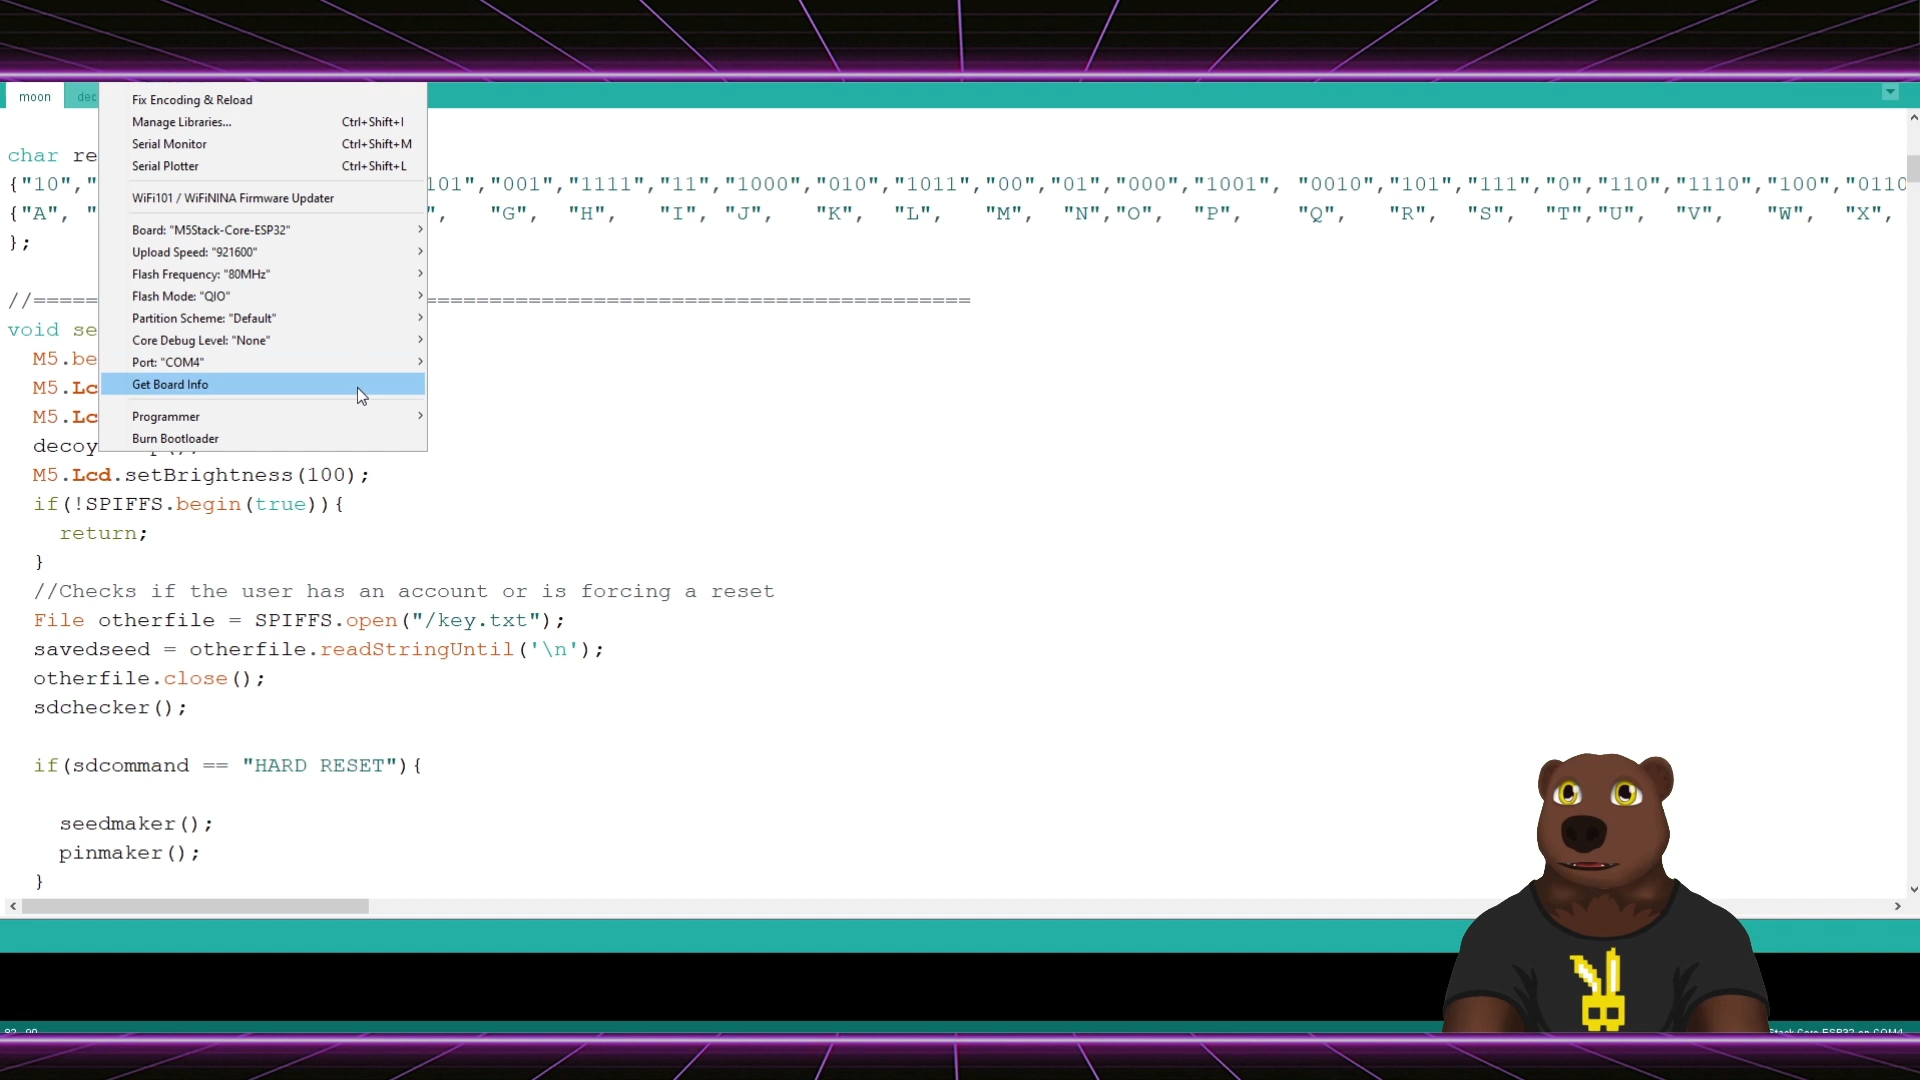 moon dec
Fix Encoding & Reload
Manage Libraries... Ctrl+Shift+I
Serial Monitor Ctrl+Shift+M
Serial Plotter Ctrl+Shift+L
WiFi101 / WiFiNINA Firmware Updater
Board: "M5Stack-Core-ESP32"
Upload Speed: "921600"
Flash Frequency: "80MHz"
Flash Mode: "QIO"
Partition Scheme: "Default"
Core Debug Level: "None"
Port: "COM4"
Get Board Info
Programmer
Burn Bootloader
char re
{"10"," 101","001","1111","11","1000","010","1011","00","01","000","1001", "0010","101","111","0","110","1110","100","0110
{"A", " ", "G", "H", "I", "J", "K", "L", "M", "N","O", "P", "Q", "R", "S", "T","U", "V", "W", "X",
};
//===== ==========================================
void se
M5.be
M5.Lc
M5.Lc
decoy
M5.Lcd.setBrightness(100);
if(!SPIFFS.begin(true)){
return;
}
//Checks if the user has an account or is forcing a reset
File otherfile = SPIFFS.open("/key.txt");
savedseed = otherfile.readStringUntil('\n');
otherfile.close();
sdchecker();
if(sdcommand == "HARD RESET"){
seedmaker();
pinmaker();
}